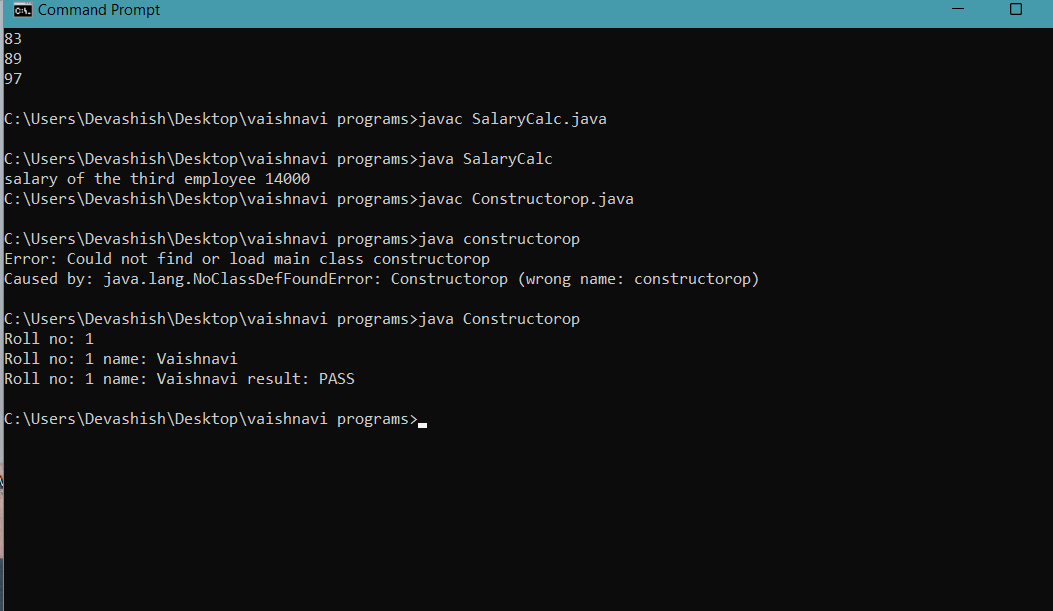 Command Prompt
83
89
97
C:\Users\Devashish\Desktop\vaishnavi programs>javac SalaryCalc.java
C:\Users\Devashish\Desktop\vaishnavi programs>java SalaryCalc
salary of the third employee 14000
C:\Users\Devashish\Desktop\vaishnavi programs>javac Constructorop.java
C:\Users\Devashish\Desktop\vaishnavi programs>java constructorop
Error: Could not find or load main class constructorop
Caused by: java.lang.NoClassDefFoundError: Constructorop (wrong name: constructorop)
C:\Users\Devashish\Desktop\vaishnavi programs>java Constructorop
Roll no: 1
Roll no: 1 name: Vaishnavi
Roll no: 1 name: Vaishnavi result: PASS
C:\Users\Devashish\Desktop\vaishnavi programs>